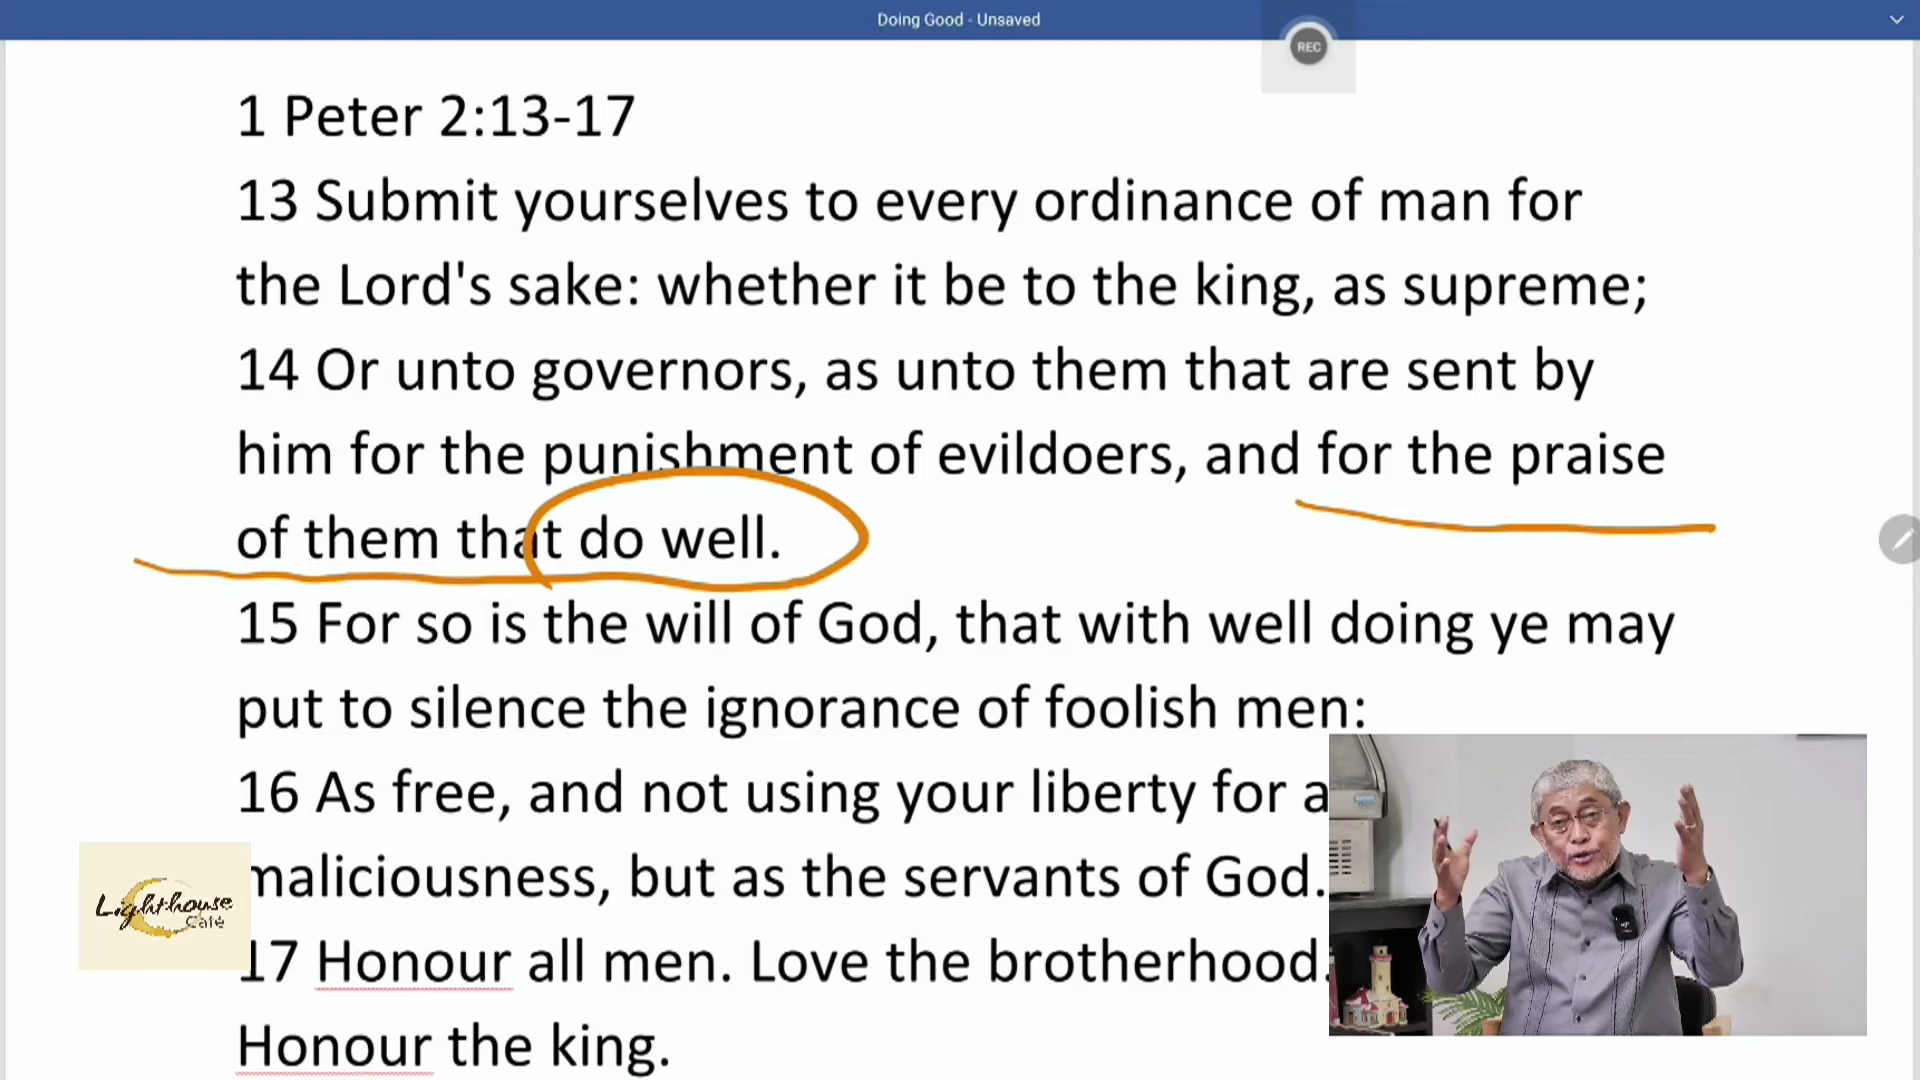 Doing Good - Unsaved
REC
1 Peter 2:13-17
13 Submit yourselves to every ordinance of man for
the Lord's sake: whether it be to the king, as supreme;
14 Or unto governors, as unto them that are sent by
him for the punishment of evildoers, and for the praise
of them that do well.
15 For so is the will of God, that with well doing ye may
put to silence the ignorance of foolish men:
16 As free, and not using your liberty for a
maliciousness, but as the servants of God.
17 Honour all men. Love the brotherhood.
Honour the king.
Lighthouse
Café